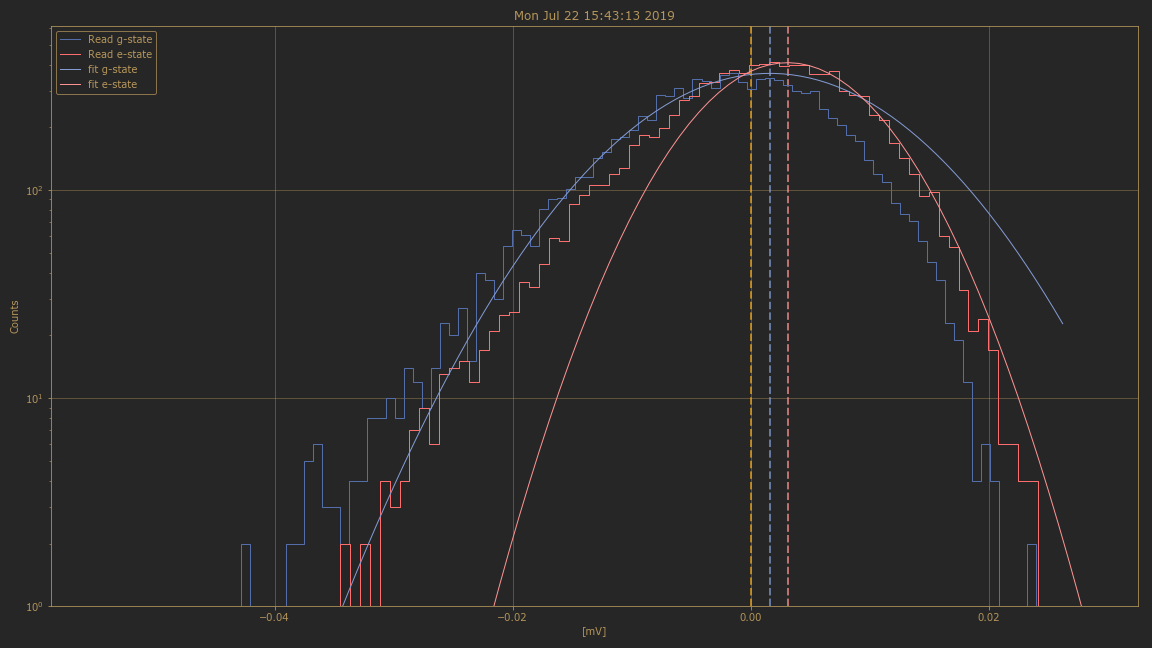 Mon Jul 22 15:43:13 2019
Read g-state
Read e-state
fit g-state
fit e-state
Counts
10²
10¹
10⁰
−0.04
−0.02
0.00
0.02
[mV]